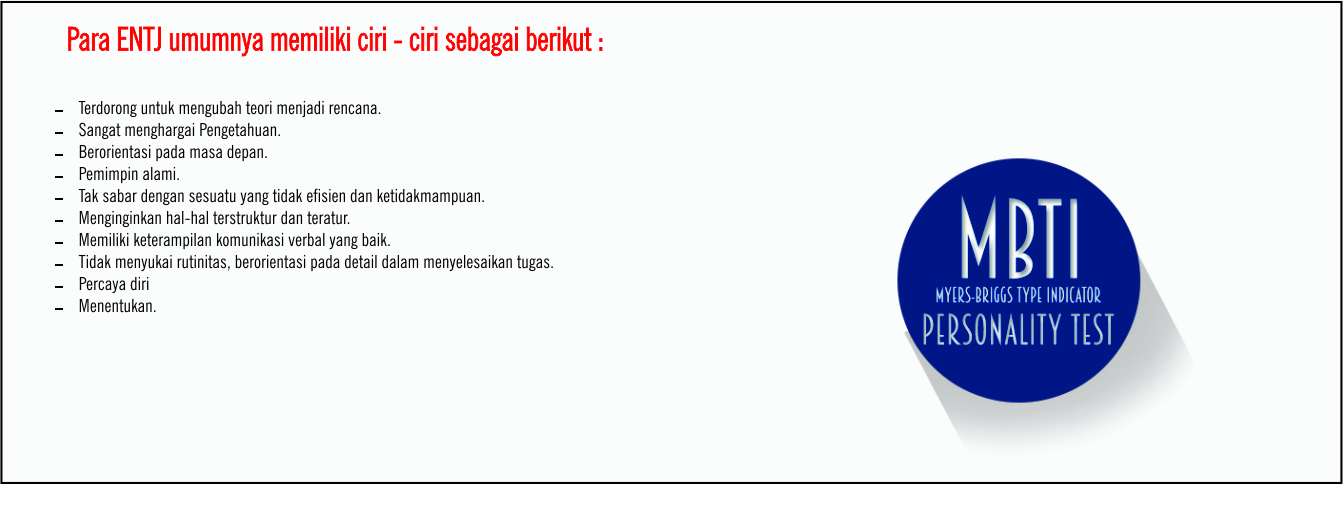 Para ENTJ umumnya memiliki ciri - ciri sebagai berikut :
- Terdorong untuk mengubah teori menjadi rencana.
- Sangat menghargai Pengetahuan.
- Berorientasi pada masa depan.
- Pemimpin alami.
- Tak sabar dengan sesuatu yang tidak efisien dan ketidakmampuan.
- Menginginkan hal-hal terstruktur dan teratur.
- Memiliki keterampilan komunikasi verbal yang baik.
- Tidak menyukai rutinitas, berorientasi pada detail dalam menyelesaikan tugas.
- Percaya diri
- Menentukan.
MBTI
MYERS-BRIGGS TYPE INDICATOR
PERSONALITY TEST